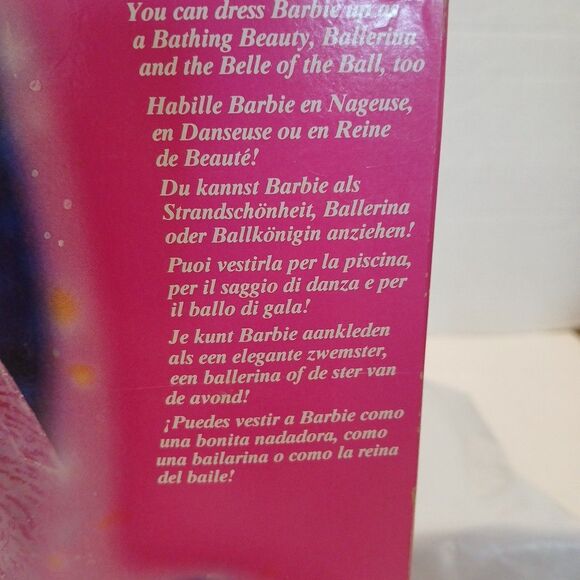 You can dress Barbie up as
a Bathing Beauty, Ballerina
and the Belle of the Ball, too
Habille Barbie en Nageuse,
en Danseuse ou en Reine
de Beauté!
Du kannst Barbie als
Strandschönheit, Ballerina
oder Ballkönigin anziehen!
Puoi vestirla per la piscina,
per il saggio di danza e per
il ballo di gala!
Je kunt Barbie aankleden
als een elegante zwemster,
een ballerina of de ster van
de avond!
¡Puedes vestir a Barbie como
una bonita nadadora, como
una bailarina o como la reina
del baile!